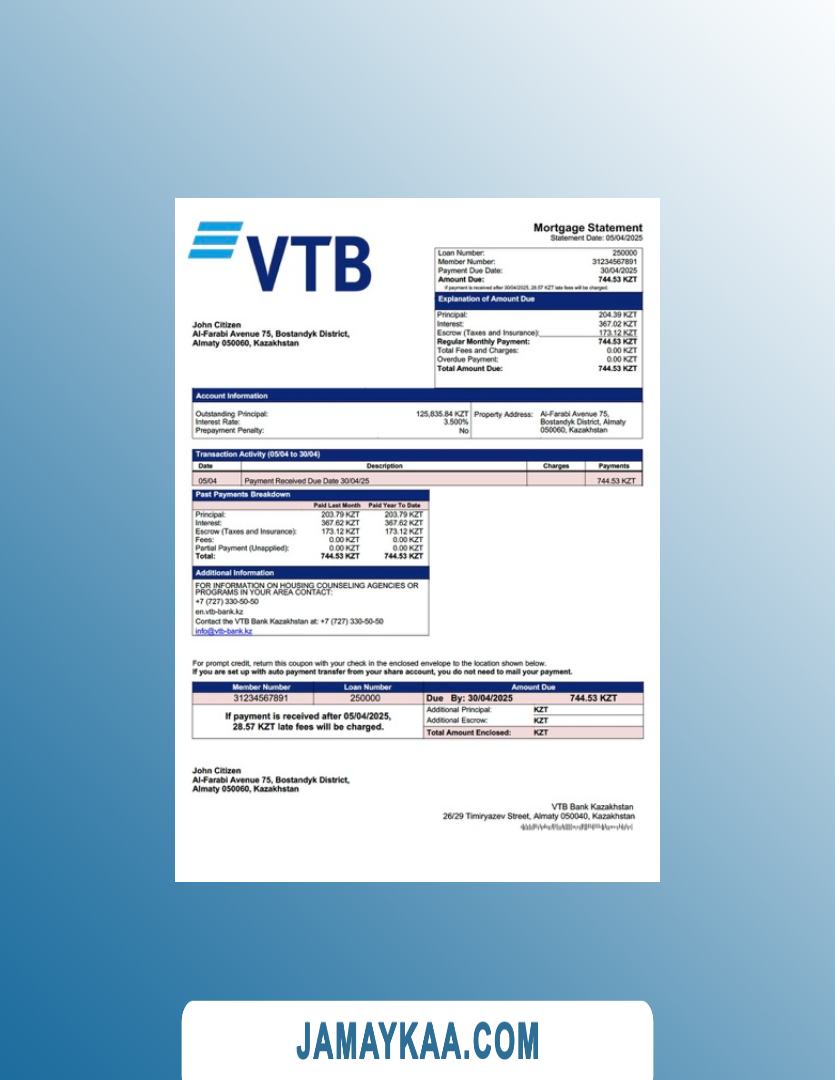 VTB
Mortgage Statement
Statement Date: 05/04/2025
Loan Number: 250000
Member Number: 31234567891
Payment Due Date: 30/04/2025
Amount Due: 744.53 KZT
If payment is received after 30/04/2025, 28.57 KZT late fees will be charged.
Explanation of Amount Due
Principal: 204.39 KZT
Interest: 367.02 KZT
Escrow (Taxes and Insurance): 173.12 KZT
Regular Monthly Payment: 744.53 KZT
Total Fees and Charges: 0.00 KZT
Overdue Payment: 0.00 KZT
Total Amount Due: 744.53 KZT
John Citizen
Al-Farabi Avenue 75, Bostandyk District,
Almaty 050060, Kazakhstan
Account Information
Outstanding Principal: 125,835.84 KZT
Interest Rate: 3.500%
Prepayment Penalty: No
Property Address: Al-Farabi Avenue 75,
Bostandyk District, Almaty
050060, Kazakhstan
Transaction Activity (05/04 to 30/04)
Date Description Charges Payments
05/04 Payment Received Due Date 30/04/25 744.53 KZT
Past Payments Breakdown
Paid Last Month Paid Year To Date
Principal: 203.79 KZT 203.79 KZT
Interest: 367.62 KZT 367.62 KZT
Escrow (Taxes and Insurance): 173.12 KZT 173.12 KZT
Fees: 0.00 KZT 0.00 KZT
Partial Payment (Unapplied): 0.00 KZT 0.00 KZT
Total: 744.53 KZT 744.53 KZT
Additional Information
FOR INFORMATION ON HOUSING COUNSELING AGENCIES OR
PROGRAMS IN YOUR AREA CONTACT:
+7 (727) 330-50-50
en.vtb-bank.kz
Contact the VTB Bank Kazakhstan at: +7 (727) 330-50-50
info@vtb-bank.kz
For prompt credit, return this coupon with your check in the enclosed envelope to the location shown below.
If you are set up with auto payment transfer from your share account, you do not need to mail your payment.
Member Number Loan Number Amount Due
31234567891 250000 Due By: 30/04/2025 744.53 KZT
If payment is received after 05/04/2025,
28.57 KZT late fees will be charged.
Additional Principal: KZT
Additional Escrow: KZT
Total Amount Enclosed: KZT
John Citizen
Al-Farabi Avenue 75, Bostandyk District,
Almaty 050060, Kazakhstan
VTB Bank Kazakhstan
26/29 Timiryazev Street, Almaty 050040, Kazakhstan
JAMAYKAA.COM